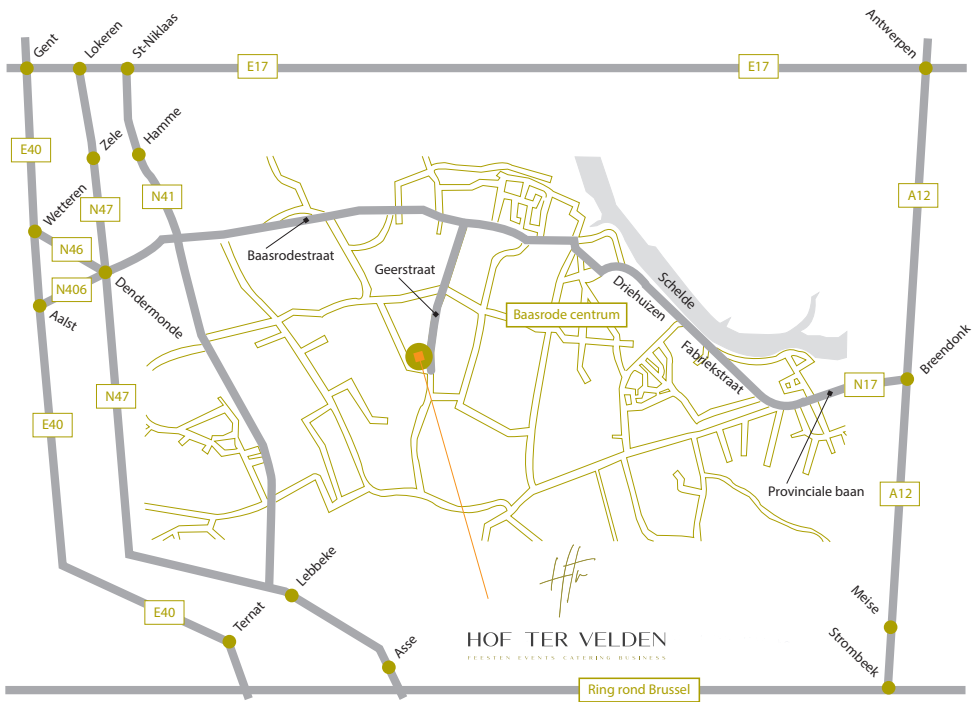 Gent
Lokeren
St-Niklaas
Antwerpen
E17
E17
E40
Zele
Hamme
Wetteren
N47
N41
A12
N46
Baasrodestraat
Geerstraat
N406
Dendermonde
Aalst
Schelde
Driehuizen
Baasrode centrum
Fabriekstraat
Breendonk
N17
N47
E40
Provinciale baan
A12
Lebbeke
E40
Ternat
Asse
Meise
Strombeek
HOF TER VELDEN
FEESTEN EVENTS CATERING BUSINESS
Ring rond Brussel